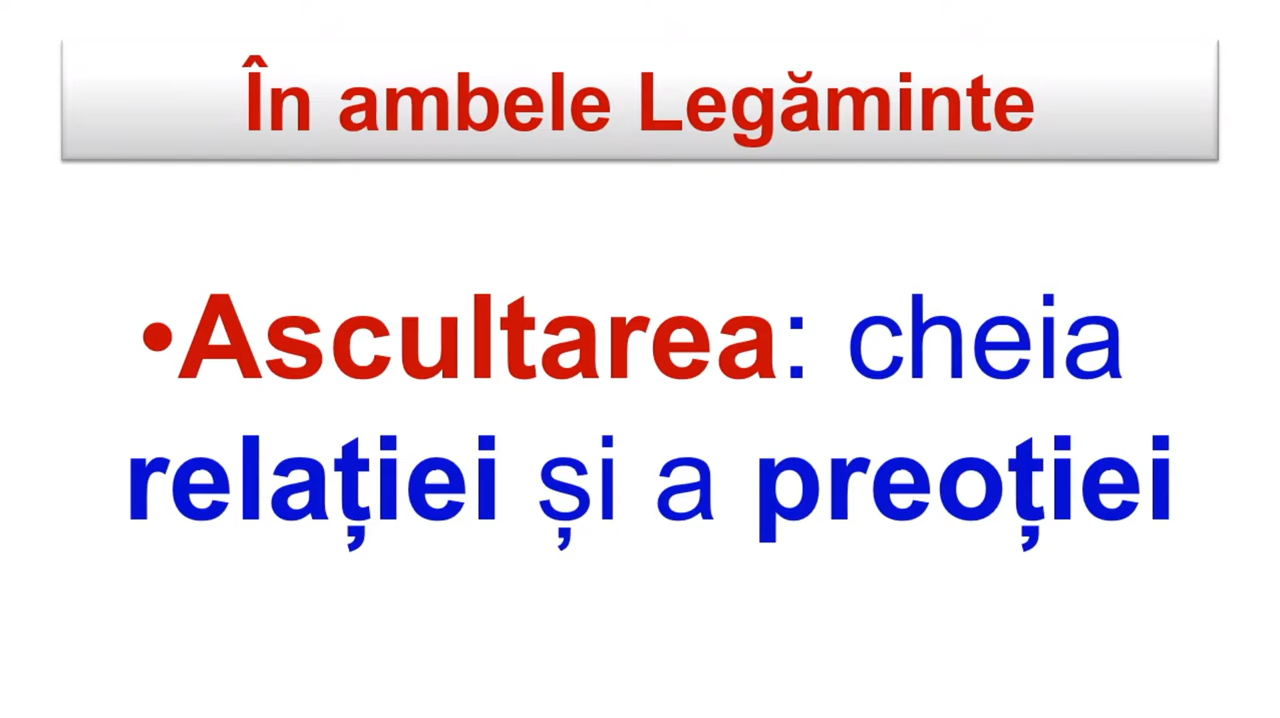 În ambele Legăminte
•Ascultarea: cheia
relației și a preoției